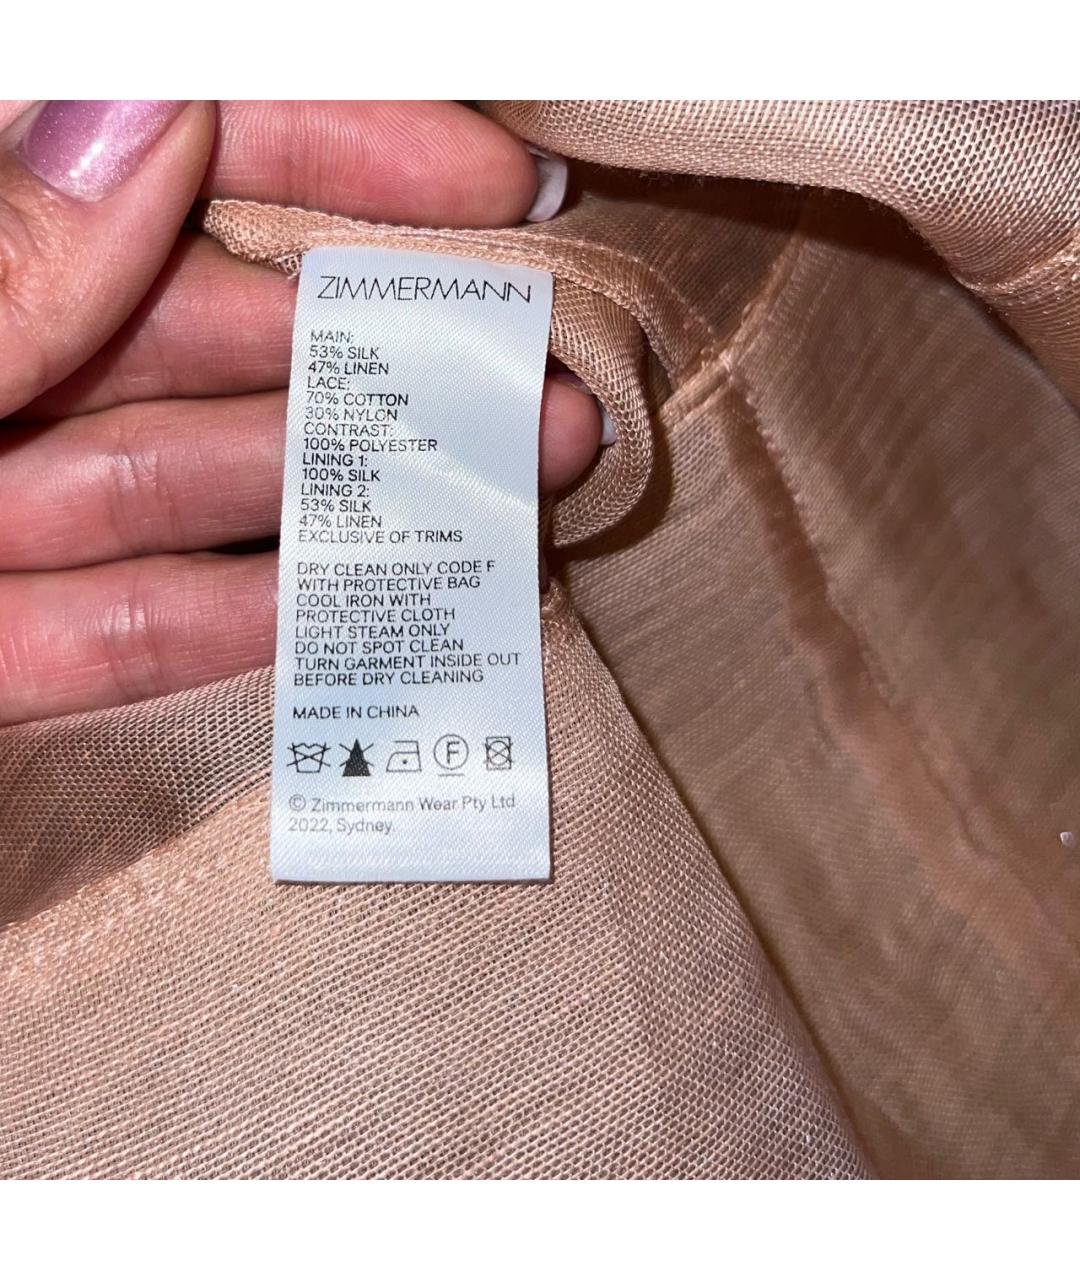 ZIMMERMANN
MAIN:
53% SILK
47% LINEN
LACE:
70% COTTON
30% NYLON
CONTRAST:
100% POLYESTER
LINING 1:
100% SILK
LINING 2:
53% SILK
47% LINEN
EXCLUSIVE OF TRIMS
DRY CLEAN ONLY CODE F
WITH PROTECTIVE BAG
COOL IRON WITH
PROTECTIVE CLOTH
LIGHT STEAM ONLY
DO NOT SPOT CLEAN
TURN GARMENT INSIDE OUT
BEFORE DRY CLEANING
MADE IN CHINA
F
© Zimmermann Wear Pty Ltd
2022, Sydney.